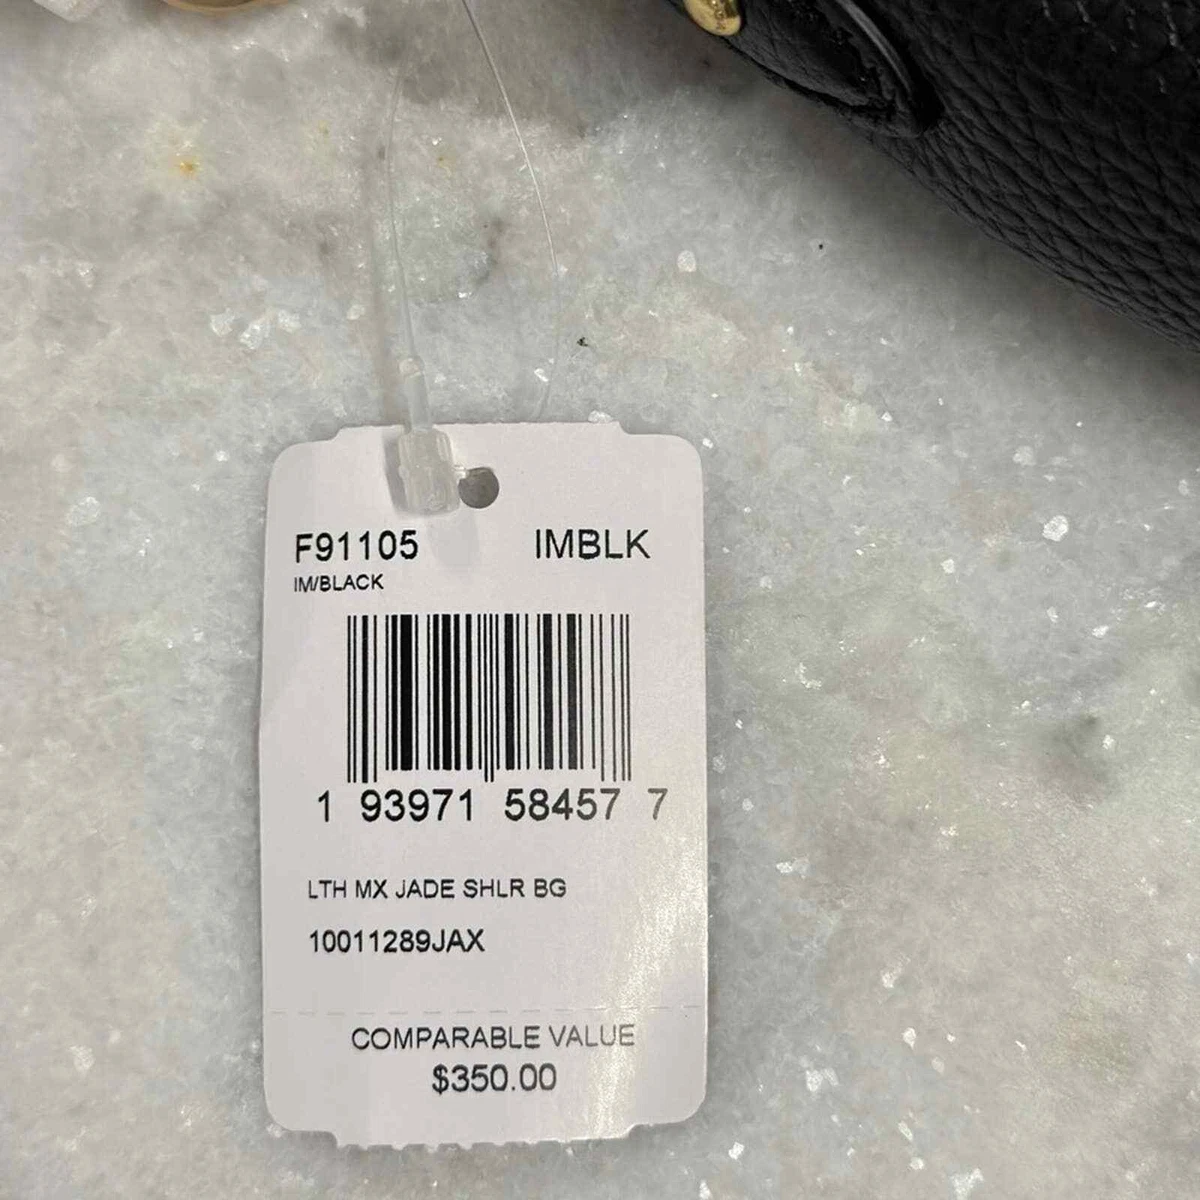 F91105 IMBLK
IM/BLACK
1 93971 58457 7
LTH MX JADE SHLR BG
10011289JAX
COMPARABLE VALUE
$350.00